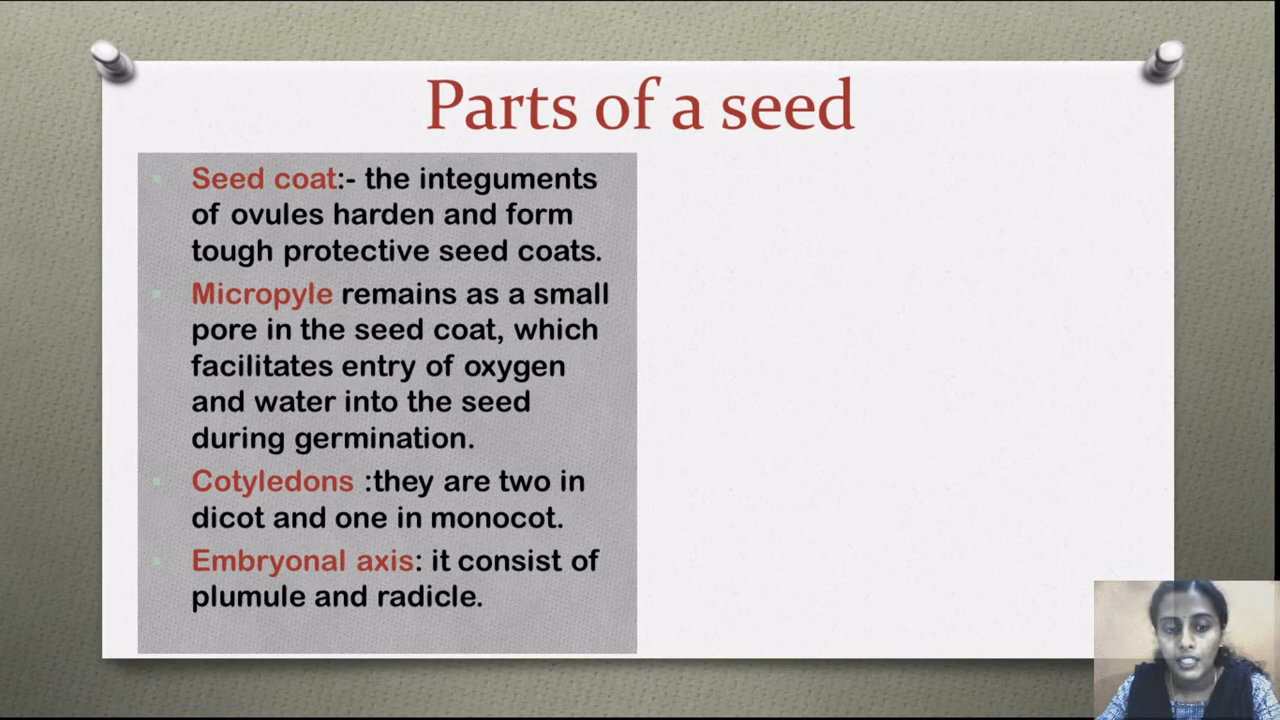 Parts of a seed
Seed coat:- the integuments
of ovules harden and form
tough protective seed coats.
Micropyle remains as a small
pore in the seed coat, which
facilitates entry of oxygen
and water into the seed
during germination.
Cotyledons :they are two in
dicot and one in monocot.
Embryonal axis: it consist of
plumule and radicle.